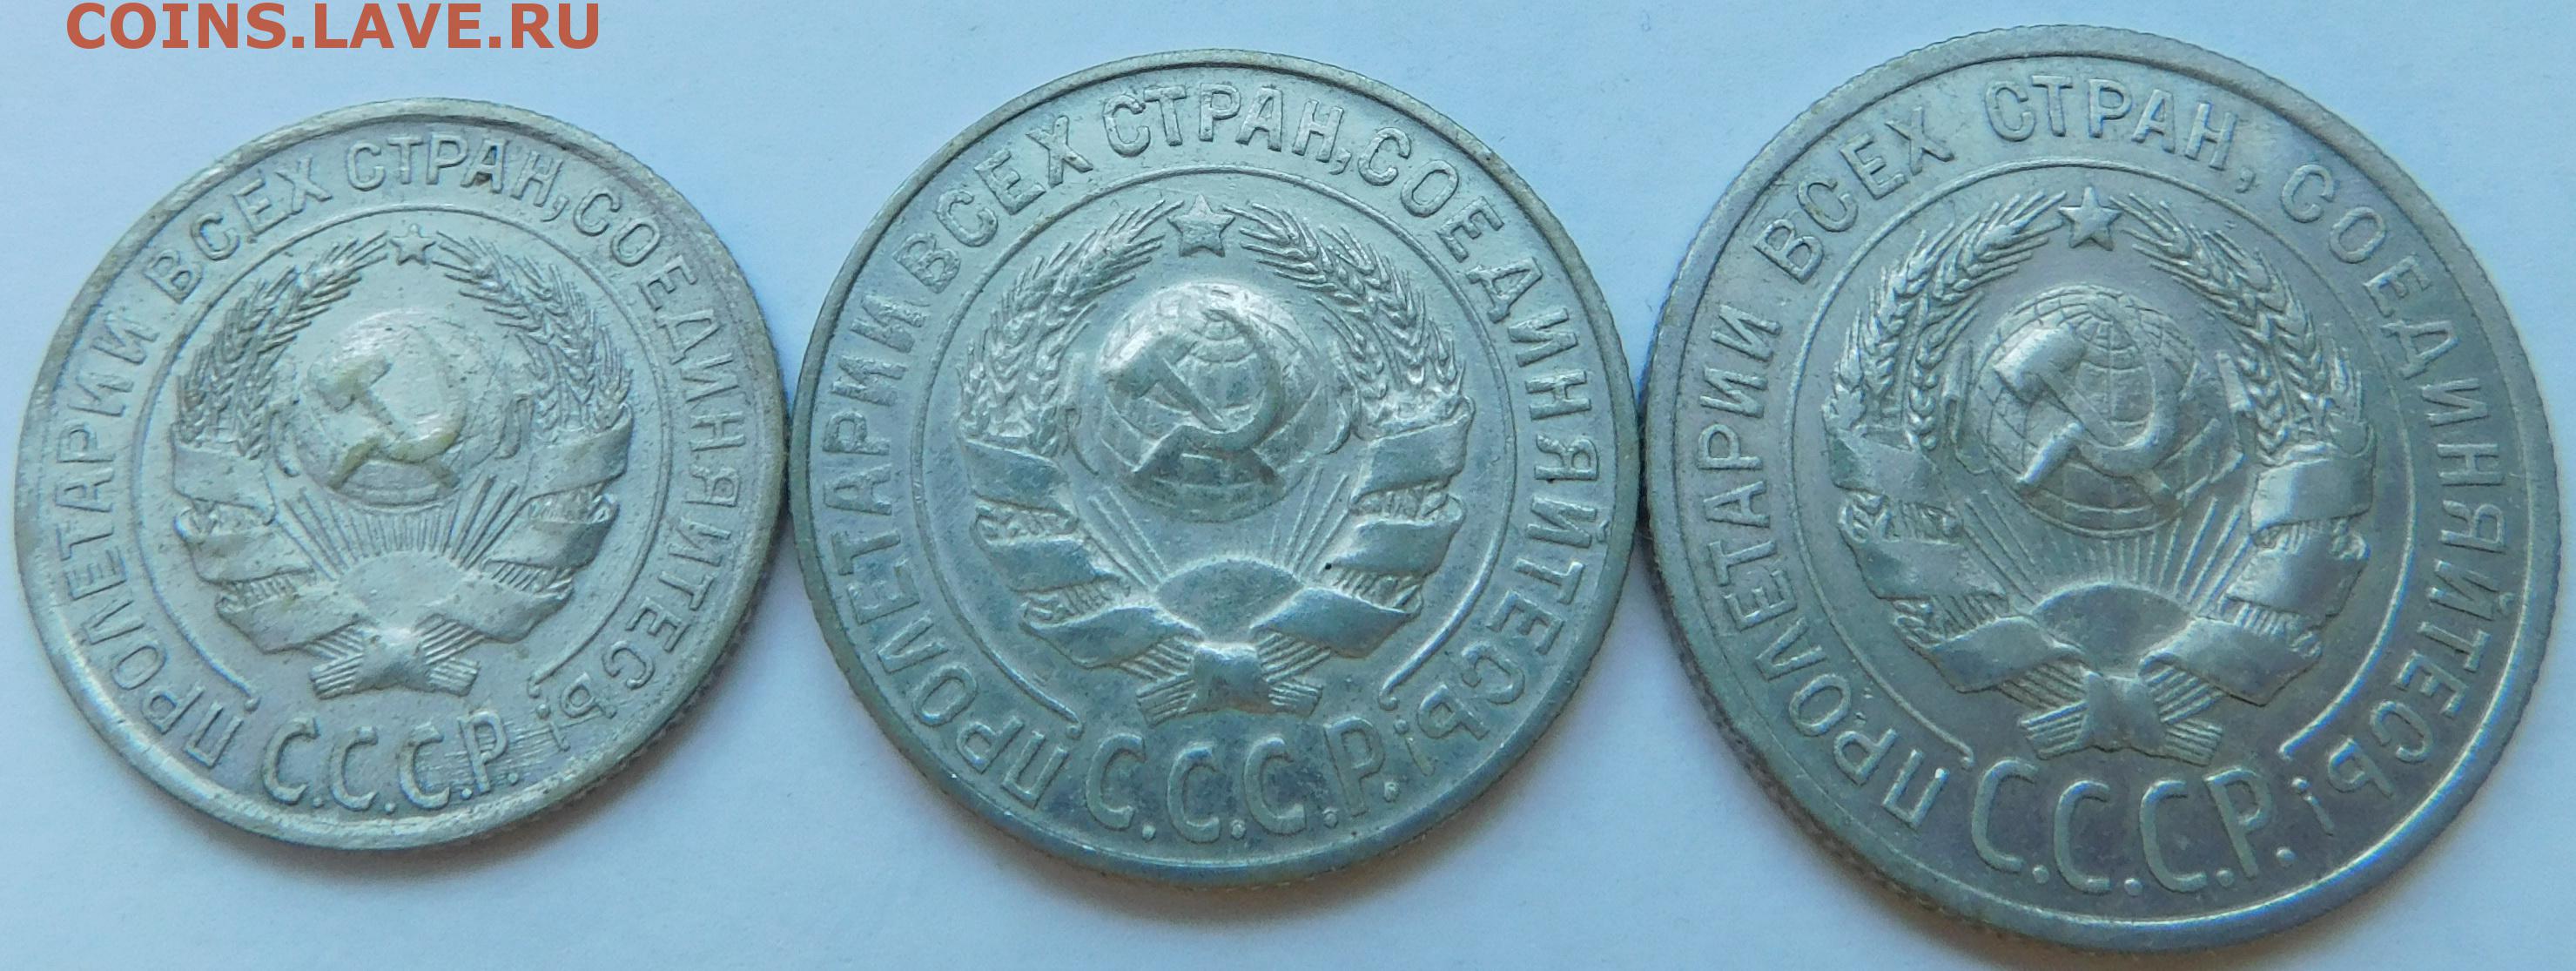 COINS.LAVE.RU
ПРОЛЕТАРИИ ВСЕХ СТРАН, СОЕДИНЯЙТЕСЬ!
С.С.С.Р.
ПРОЛЕТАРИИ ВСЕХ СТРАН, СОЕДИНЯЙТЕСЬ!
С.С.С.Р.
ПРОЛЕТАРИИ ВСЕХ СТРАН, СОЕДИНЯЙТЕСЬ!
С.С.С.Р.